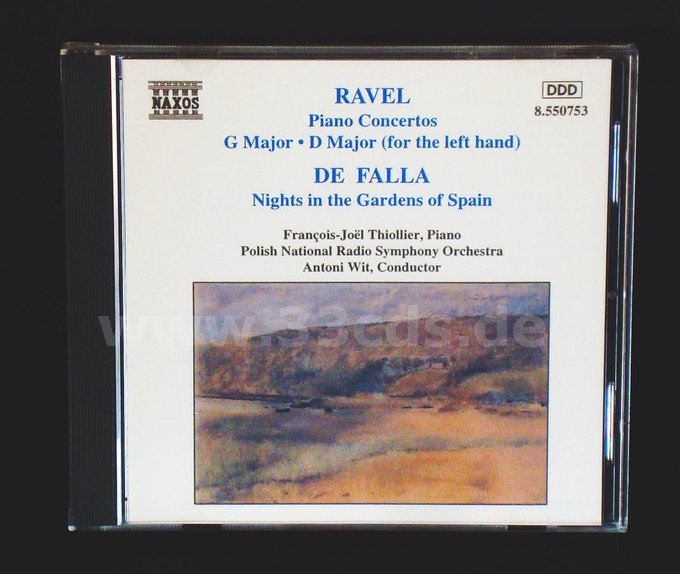 NAXOS
DDD
8.550753
RAVEL
Piano Concertos
G Major • D Major (for the left hand)
DE FALLA
Nights in the Gardens of Spain
François-Joël Thiollier, Piano
Polish National Radio Symphony Orchestra
Antoni Wit, Conductor
www.33cds.de